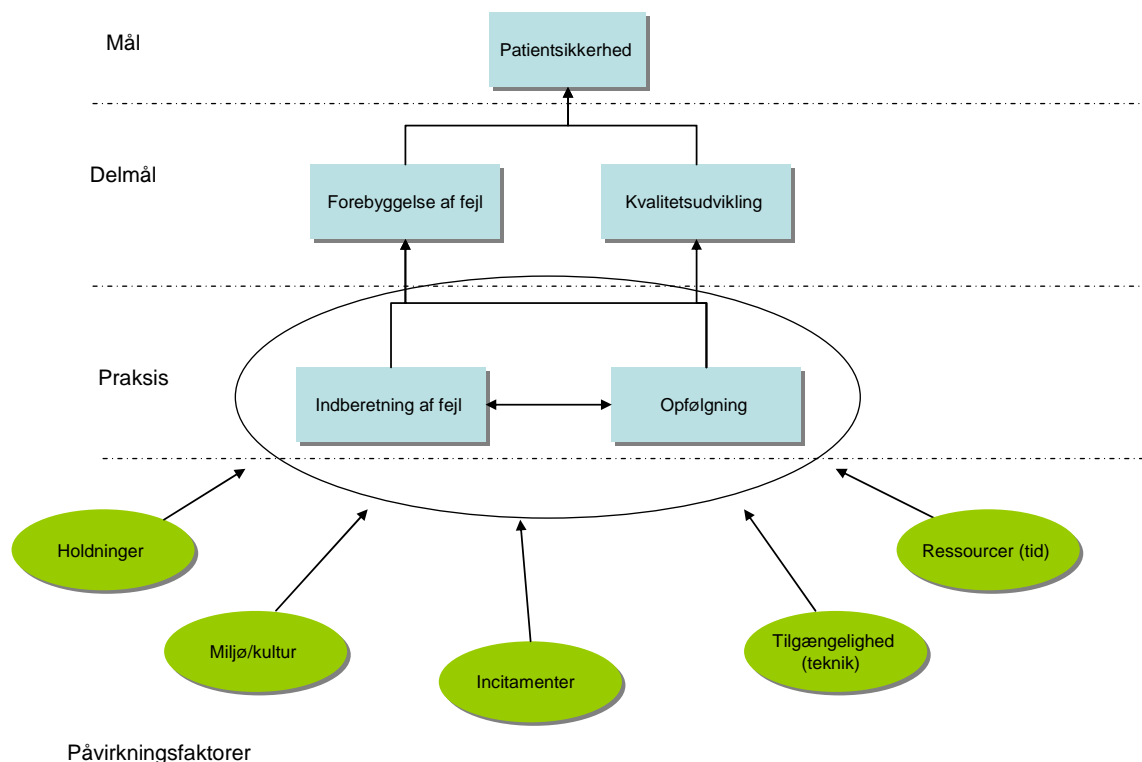 Mål
Patientsikkerhed
Delmål
Forebyggelse af fejl
Kvalitetsudvikling
Praksis
Indberetning af fejl
Opfølgning
Holdninger
Ressourcer (tid)
Miljø/kultur
Tilgængelighed
(teknik)
Incitamenter
Påvirkningsfaktorer